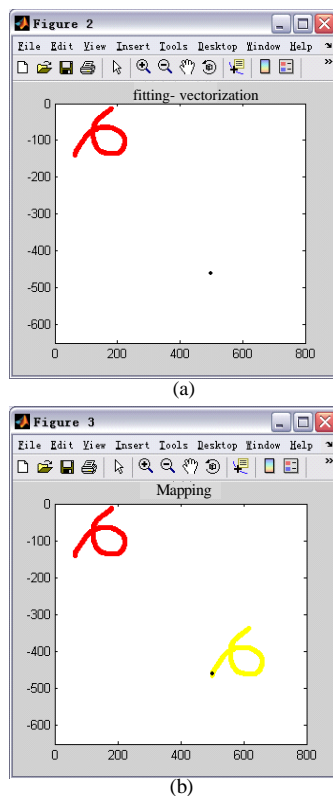 Figure 2
File Edit View Insert Tools Desktop Window Help
fitting- vectorization
0
-100
-200
-300
-400
-500
-600
0 200 400 600 800
(a)
Figure 3
File Edit View Insert Tools Desktop Window Help
Mapping
0
-100
-200
-300
-400
-500
-600
0 200 400 600 800
(b)